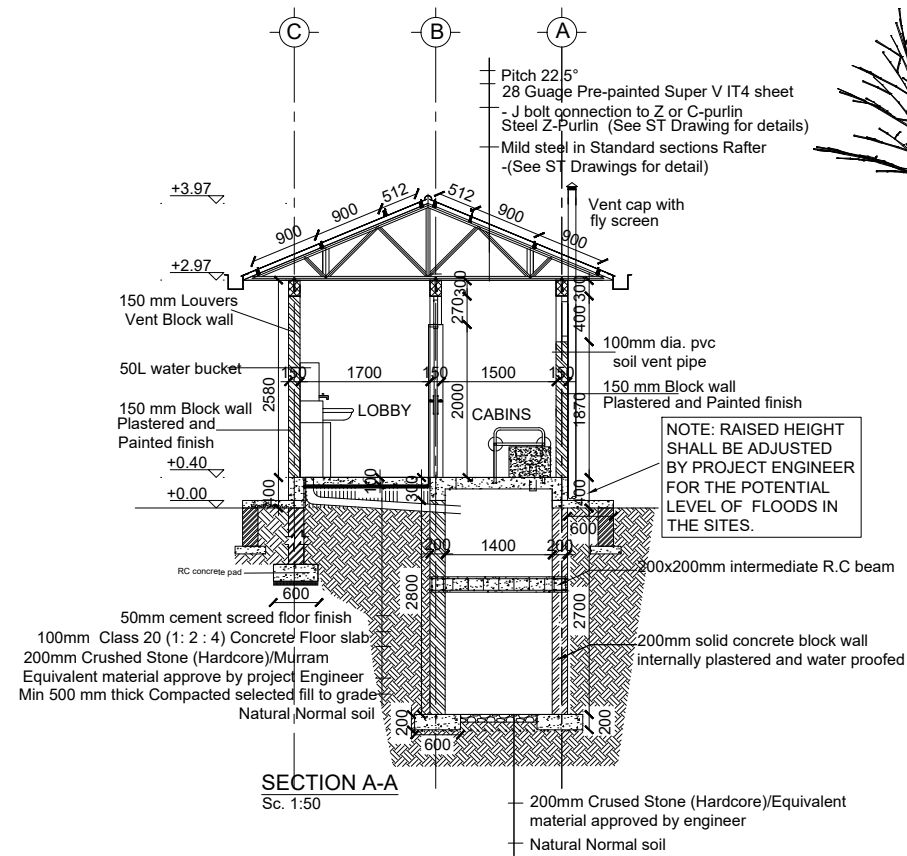 C
B
A
Pitch 22.5°
28 Guage Pre-painted Super V IT4 sheet
- J bolt connection to Z or C-purlin
Steel Z-Purlin (See ST Drawing for details)
Mild steel in Standard sections Rafter
-(See ST Drawings for detail)
+3.97
900
900
512
512
900
900
Vent cap with
fly screen
+2.97
150 mm Louvers
Vent Block wall
300
270
300
400
100mm dia. pvc
soil vent pipe
50L water bucket
150
1700
150
1500
150
2580
2000
1870
150 mm Block wall
Plastered and Painted finish
150 mm Block wall
Plastered and
Painted finish
LOBBY
CABINS
NOTE: RAISED HEIGHT
SHALL BE ADJUSTED
BY PROJECT ENGINEER
FOR THE POTENTIAL
LEVEL OF FLOODS IN
THE SITES.
+0.40
+0.00
400
100
300
400
600
200
1400
200
RC concrete pad
600
2800
2700
200x200mm intermediate R.C beam
50mm cement screed floor finish
100mm Class 20 (1: 2 : 4) Concrete Floor slab
200mm Crushed Stone (Hardcore)/Murram
Equivalent material approve by project Engineer
Min 500 mm thick Compacted selected fill to grade
Natural Normal soil
200mm solid concrete block wall
internally plastered and water proofed
200
600
200
SECTION A-A
Sc. 1:50
200mm Crused Stone (Hardcore)/Equivalent
material approved by engineer
Natural Normal soil